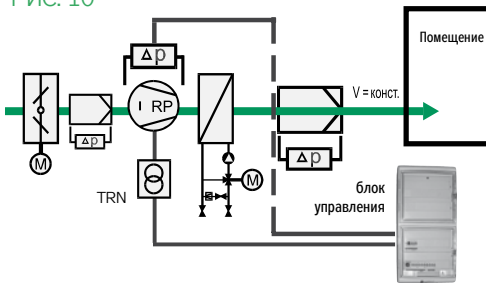 РИС. 10
Δp
Помещение
I RP
V = конст.
Δp
M
Δp
TRN
M
блок
управления